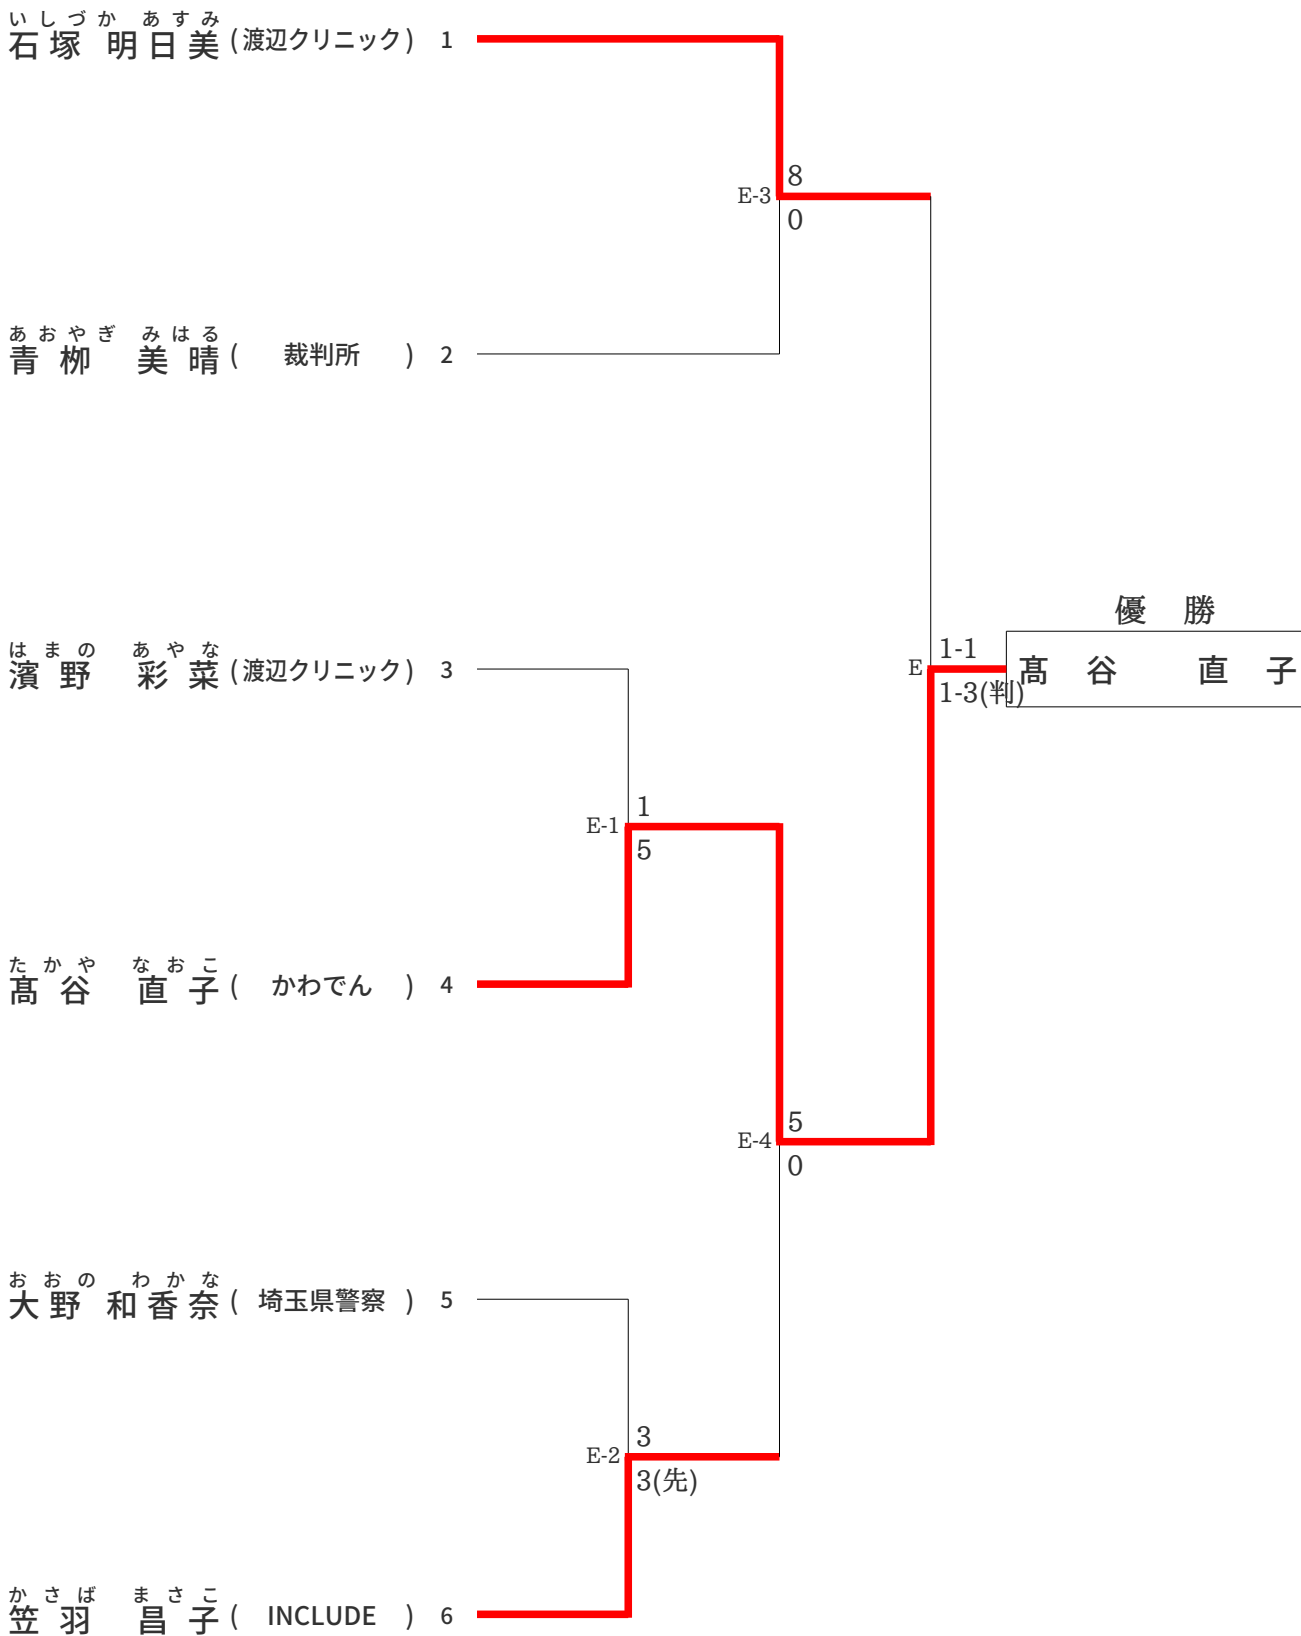 いしづか あすみ
石塚 明日美 (渡辺クリニック) 1
8
E-3
0
あおやぎ みはる
青栁 美晴 ( 裁判所 ) 2
優 勝
はまの あやな
濱野 彩菜 (渡辺クリニック) 3
1-1
E
髙谷 直子
1-3(判)
1
E-1
5
たかや なおこ
髙谷 直子 ( かわでん ) 4
5
E-4
0
おおの わかな
大野 和香奈 ( 埼玉県警察 ) 5
3
E-2
3(先)
かさば まさこ
笠羽 昌子 ( INCLUDE ) 6